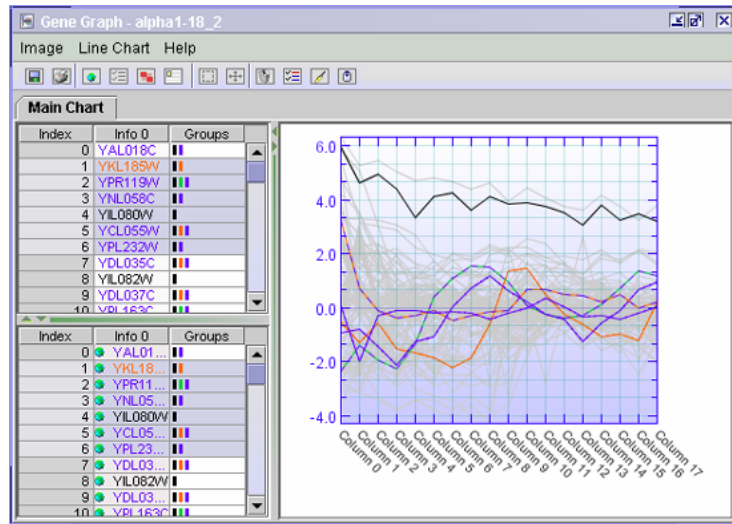 Gene Graph - alpha1-18_2
Image Line Chart Help
Main Chart
Index Info 0 Groups
0 YAL018C
1 YKL185W
2 YPR119W
3 YNL058C
4 YIL080W
5 YCL055W
6 YPL232W
7 YDL035C
8 YIL082W
9 YDL037C
10 YPL163C
Index Info 0 Groups
0 YAL01...
1 YKL18...
2 YPR11...
3 YNL05...
4 YIL080W
5 YCL05...
6 YPL23...
7 YDL03...
8 YIL082W
9 YDL03...
10 YPL163C
6.0
4.0
2.0
0.0
-2.0
-4.0
Column 0
Column 1
Column 2
Column 3
Column 4
Column 5
Column 6
Column 7
Column 8
Column 9
Column 10
Column 11
Column 12
Column 13
Column 14
Column 15
Column 16
Column 17